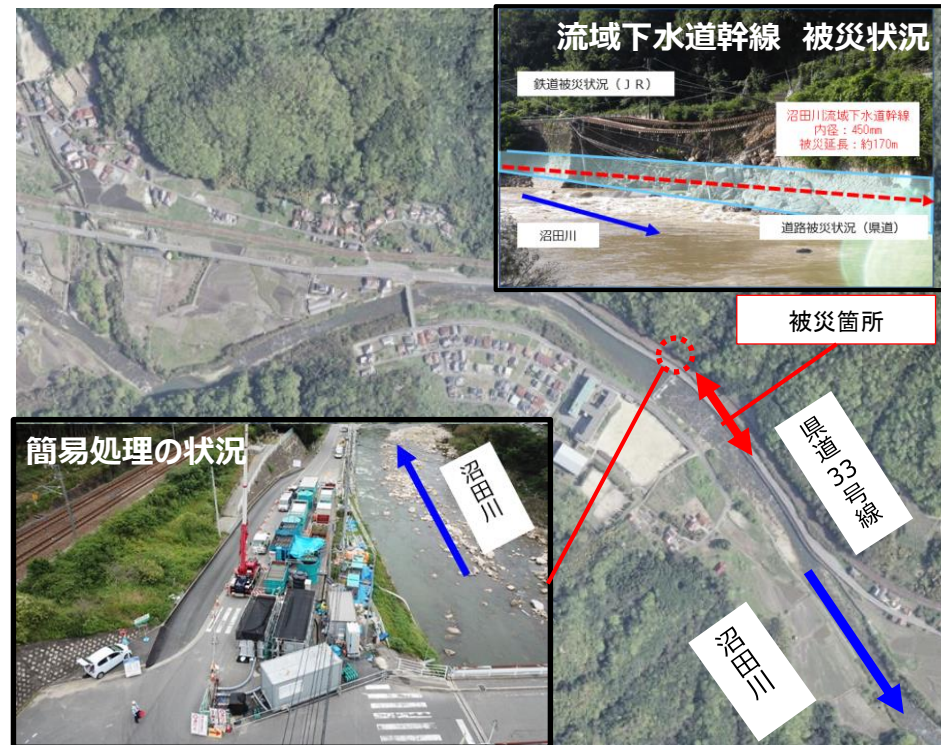 流域下水道幹線 被災状況
鉄道被災状況（ＪＲ）
沼田川流域下水道幹線
内径：450mm
被災延長：約170m
沼田川
道路被災状況（県道）
被災箇所
県道33号線
沼田川
簡易処理の状況
沼田川